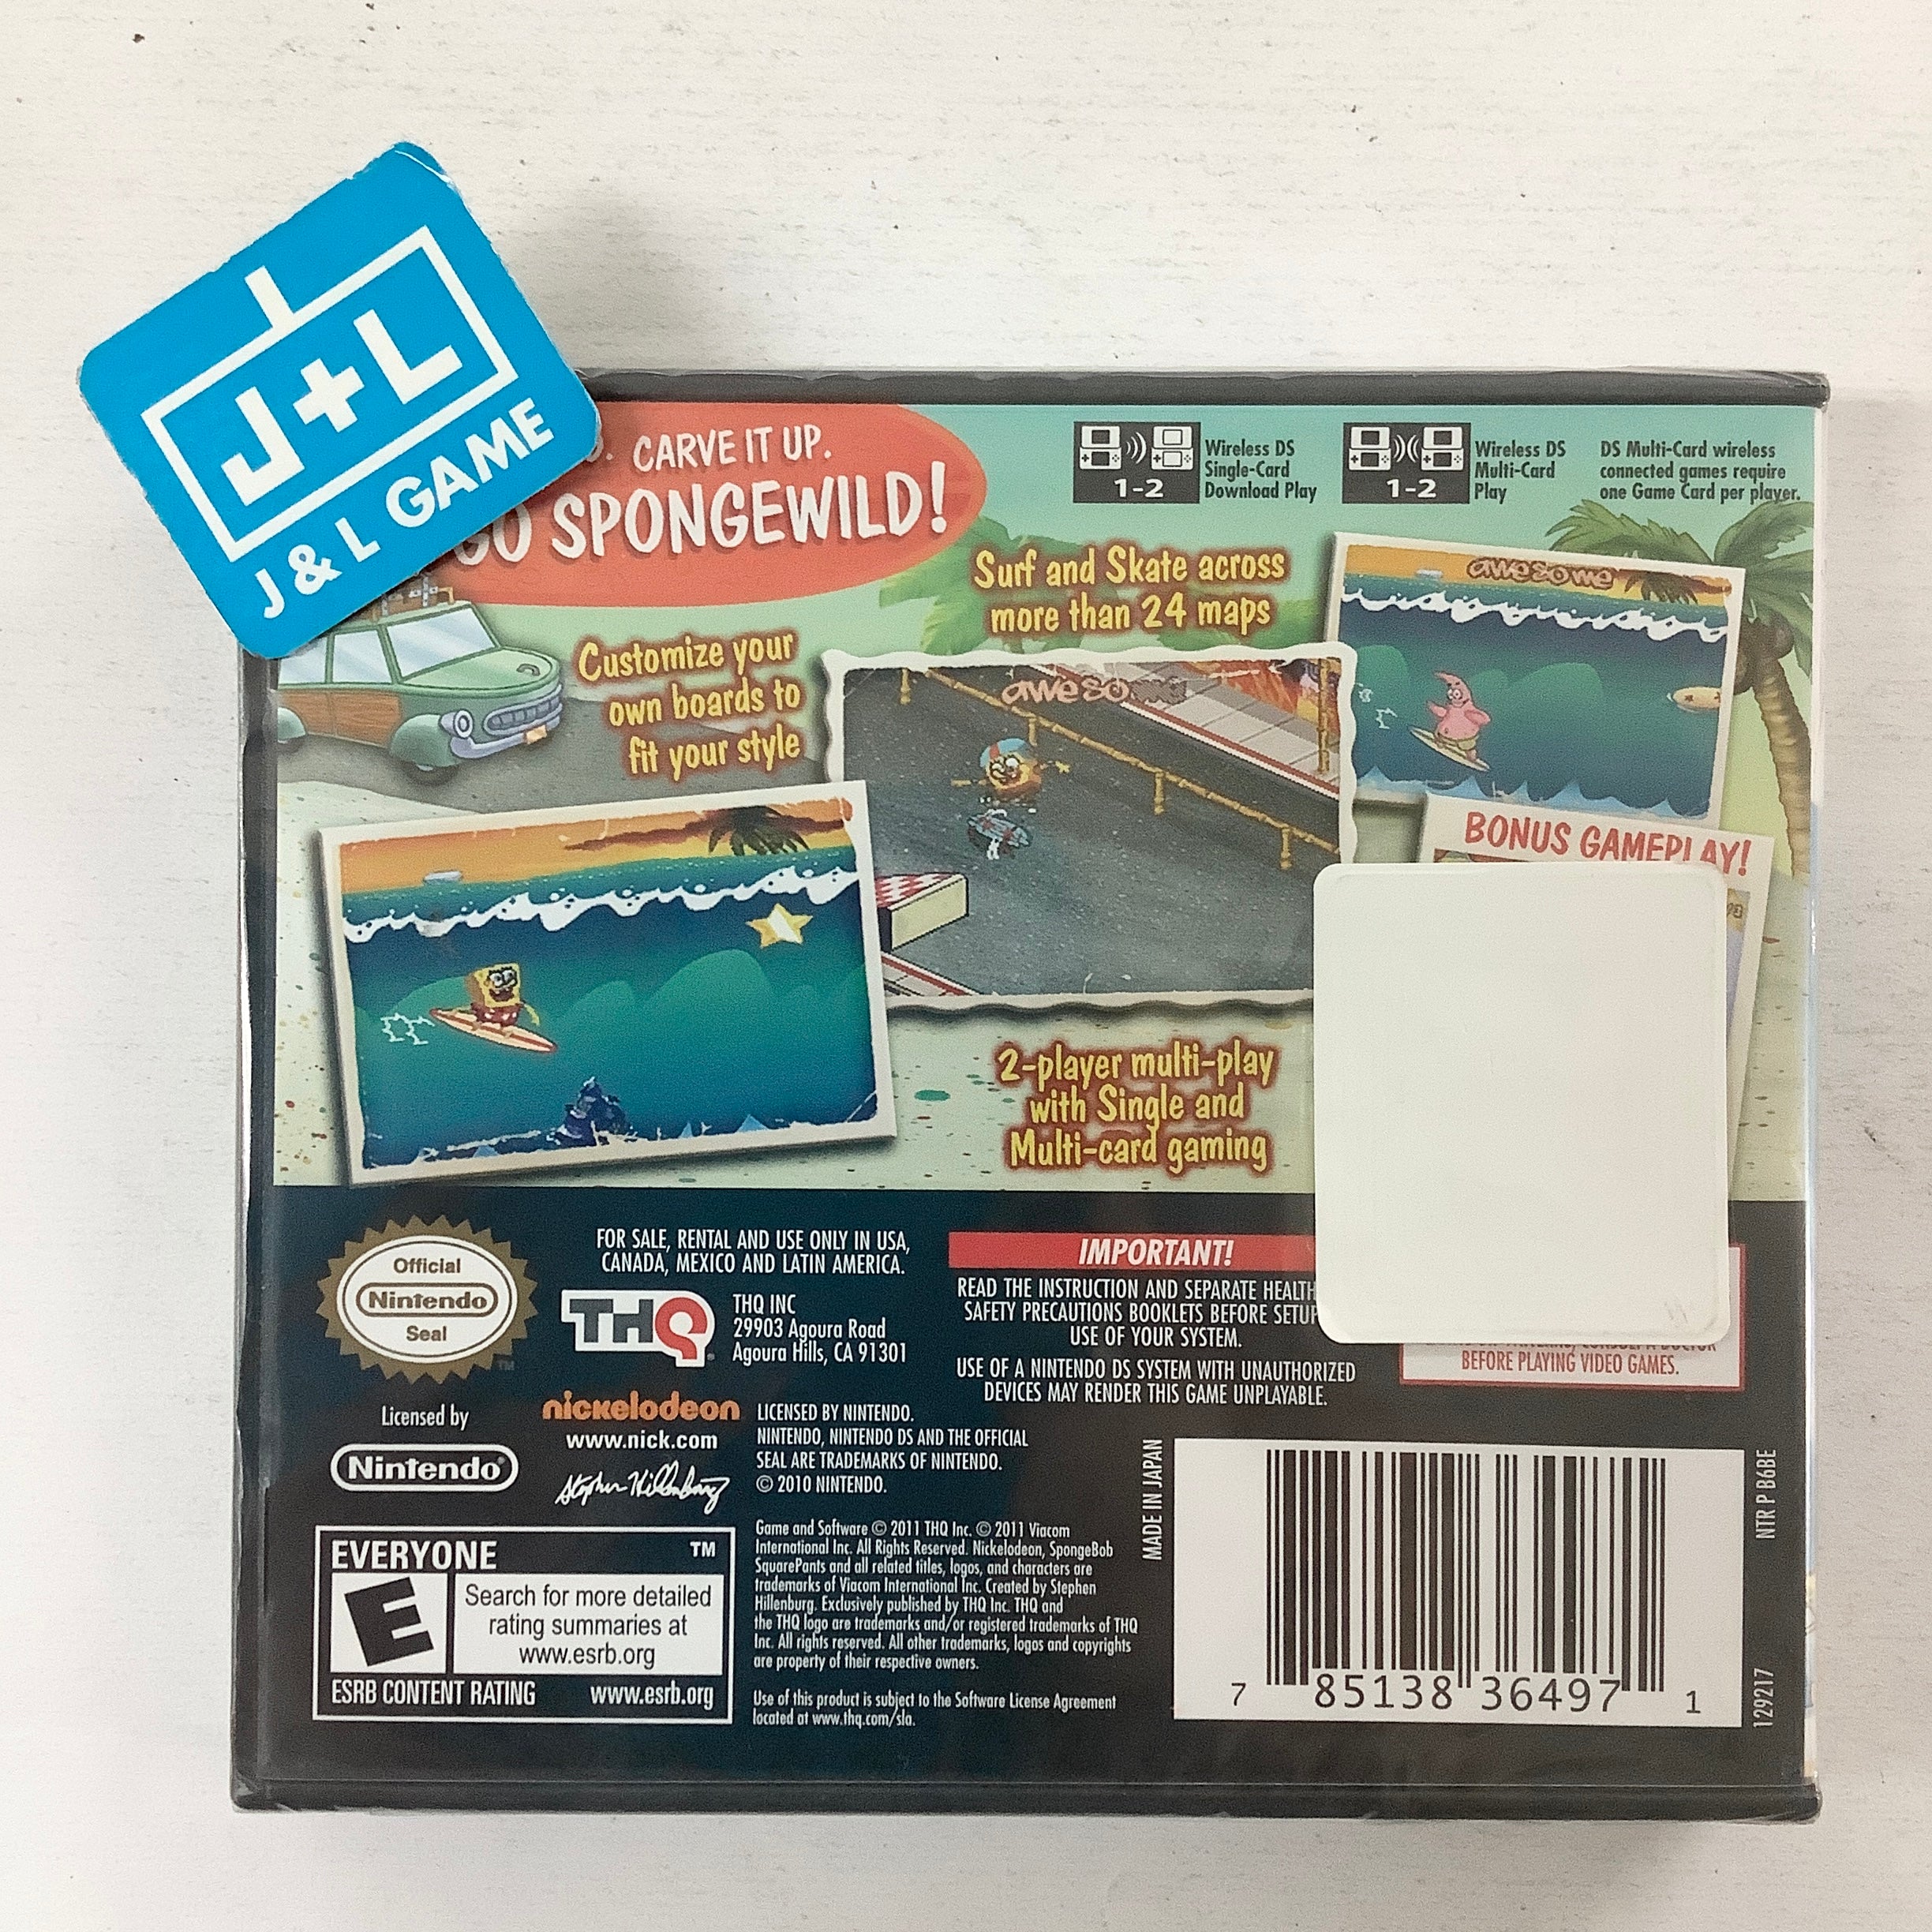 J+L
J & L GAME
CARVE IT UP.
GO SPONGEWILD!
Wireless DS
Single-Card
Download Play
1-2
Wireless DS
Multi-Card
Play
1-2
DS Multi-Card wireless
connected games require
one Game Card per player.
Customize your
own boards to
fit your style
Surf and Skate across
more than 24 maps
awesome
awesome
BONUS GAMEPLAY!
2-player multi-play
with Single and
Multi-card gaming
Official
Nintendo
Seal
TM
FOR SALE, RENTAL AND USE ONLY IN USA,
CANADA, MEXICO AND LATIN AMERICA.
THQ
THQ INC
29903 Agoura Road
Agoura Hills, CA 91301
IMPORTANT!
READ THE INSTRUCTION AND SEPARATE HEALTH
SAFETY PRECAUTIONS BOOKLETS BEFORE SETUP
USE OF YOUR SYSTEM.
USE OF A NINTENDO DS SYSTEM WITH UNAUTHORIZED
DEVICES MAY RENDER THIS GAME UNPLAYABLE.
BEFORE PLAYING VIDEO GAMES.
Licensed by
Nintendo®
nickelodeon
www.nick.com
Stephen Hillenburg
LICENSED BY NINTENDO.
NINTENDO, NINTENDO DS AND THE OFFICIAL
SEAL ARE TRADEMARKS OF NINTENDO.
© 2010 NINTENDO.
EVERYONE TM
E
Search for more detailed
rating summaries at
www.esrb.org
ESRB CONTENT RATING www.esrb.org
Game and Software © 2011 THQ Inc. © 2011 Viacom
International Inc. All Rights Reserved. Nickelodeon, SpongeBob
SquarePants and all related titles, logos, and characters are
trademarks of Viacom International Inc. Created by Stephen
Hillenburg. Exclusively published by THQ Inc. THQ and
the THQ logo are trademarks and/or registered trademarks of THQ
Inc. All rights reserved. All other trademarks, logos and copyrights
are property of their respective owners.
Use of this product is subject to the Software License Agreement
located at www.thq.com/sla.
MADE IN JAPAN
7 85138 36497 1
NTR P B6BE
129217